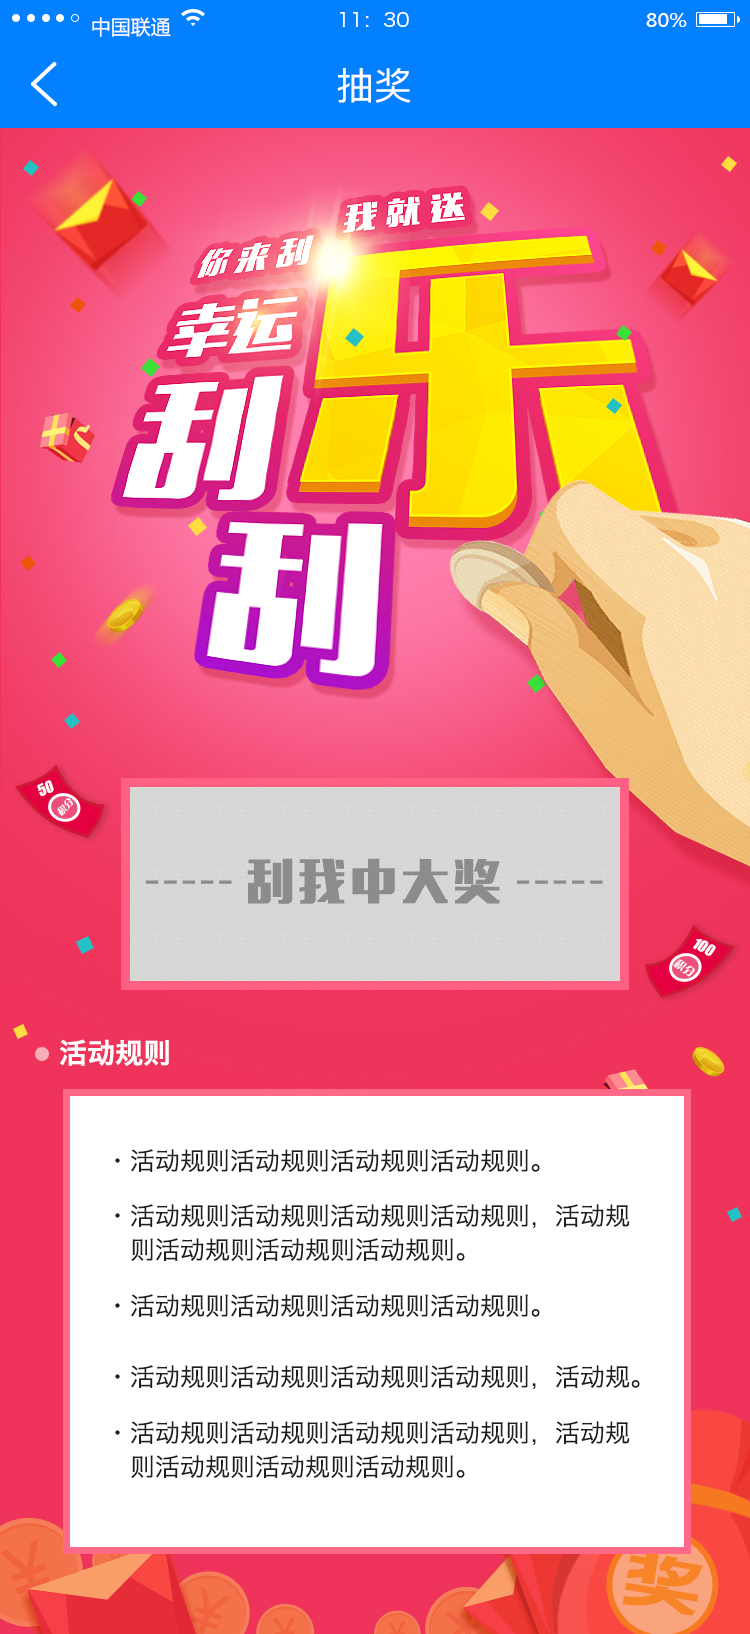 中国联通
11：30
80%
抽奖
你来刮 我就送
幸运
刮
刮
乐
50
积分
刮我中大奖
100
积分
活动规则
· 活动规则活动规则活动规则活动规则。
· 活动规则活动规则活动规则活动规则，活动规
则活动规则活动规则活动规则。
· 活动规则活动规则活动规则活动规则。
· 活动规则活动规则活动规则活动规则，活动规。
· 活动规则活动规则活动规则活动规则，活动规
则活动规则活动规则活动规则。
奖
¥
¥
¥
¥
¥